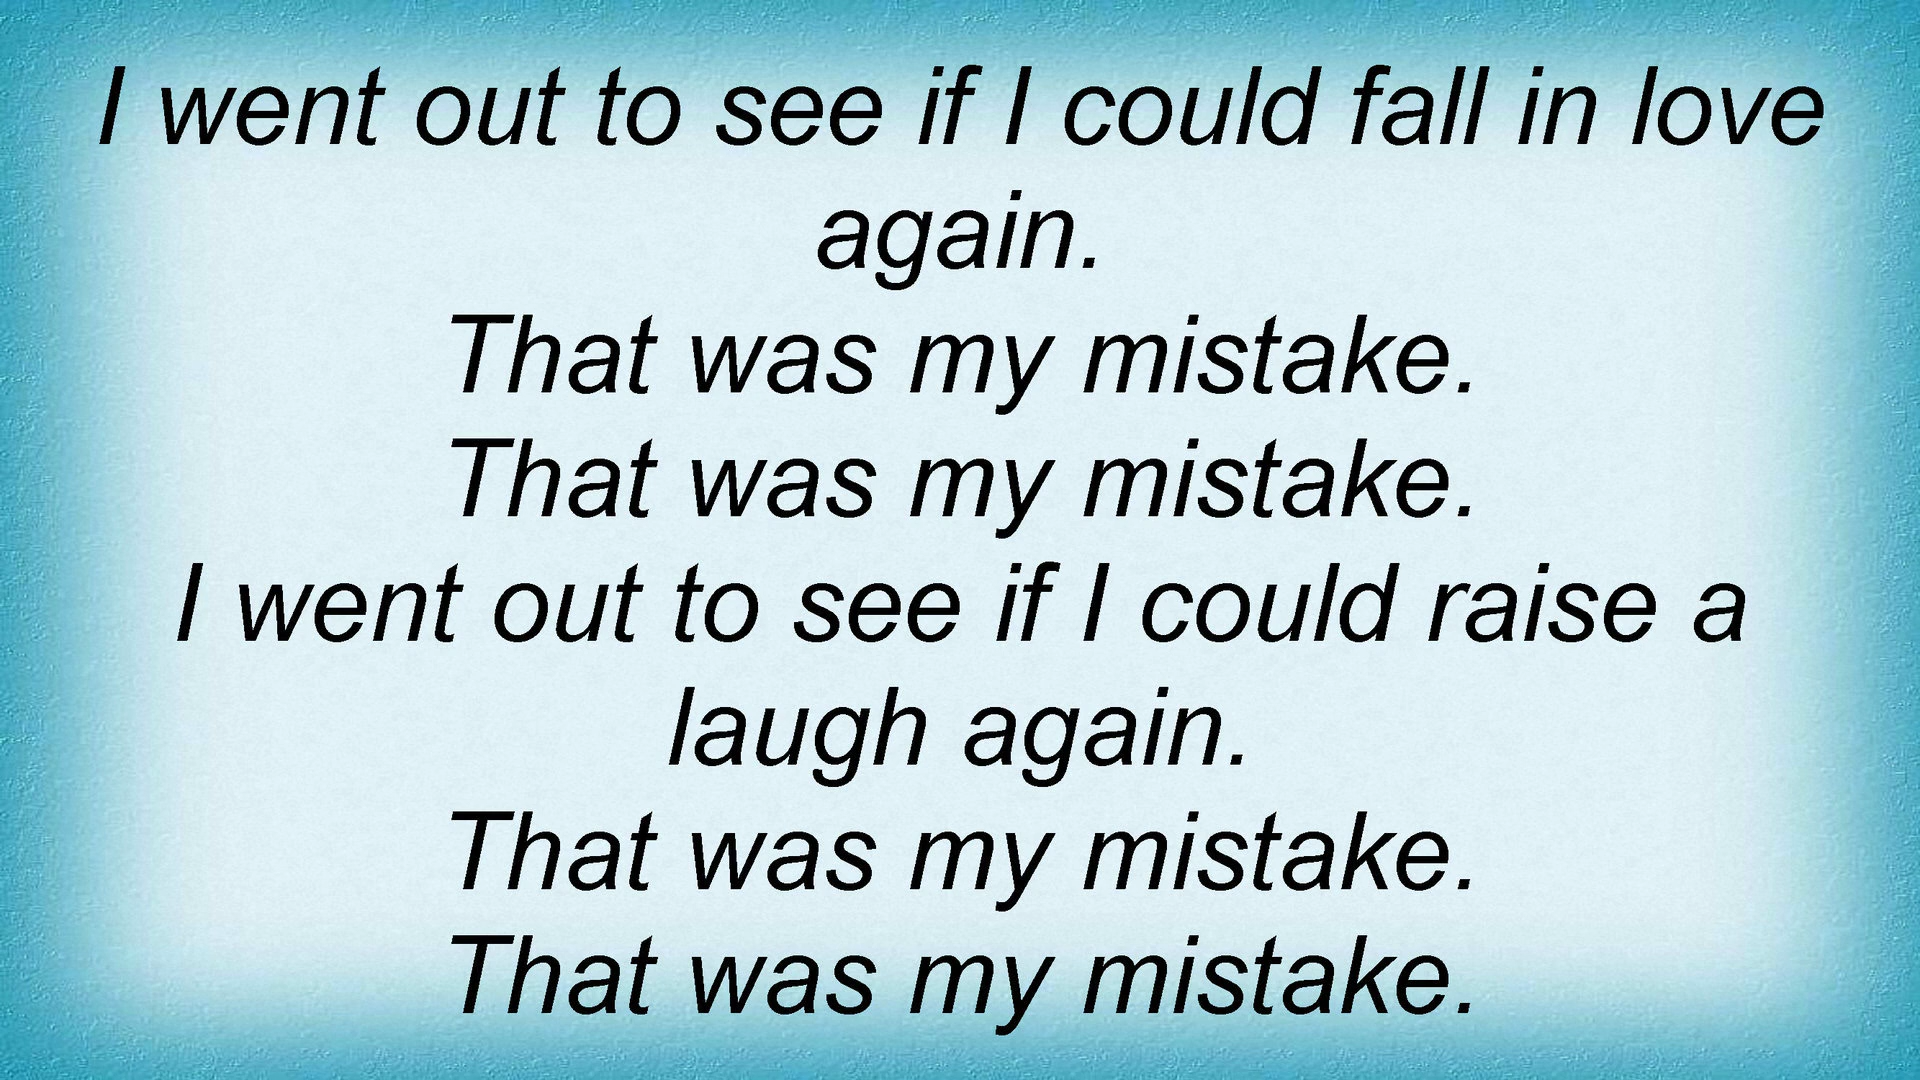 I went out to see if I could fall in love
again.
That was my mistake.
That was my mistake.
I went out to see if I could raise a
laugh again.
That was my mistake.
That was my mistake.